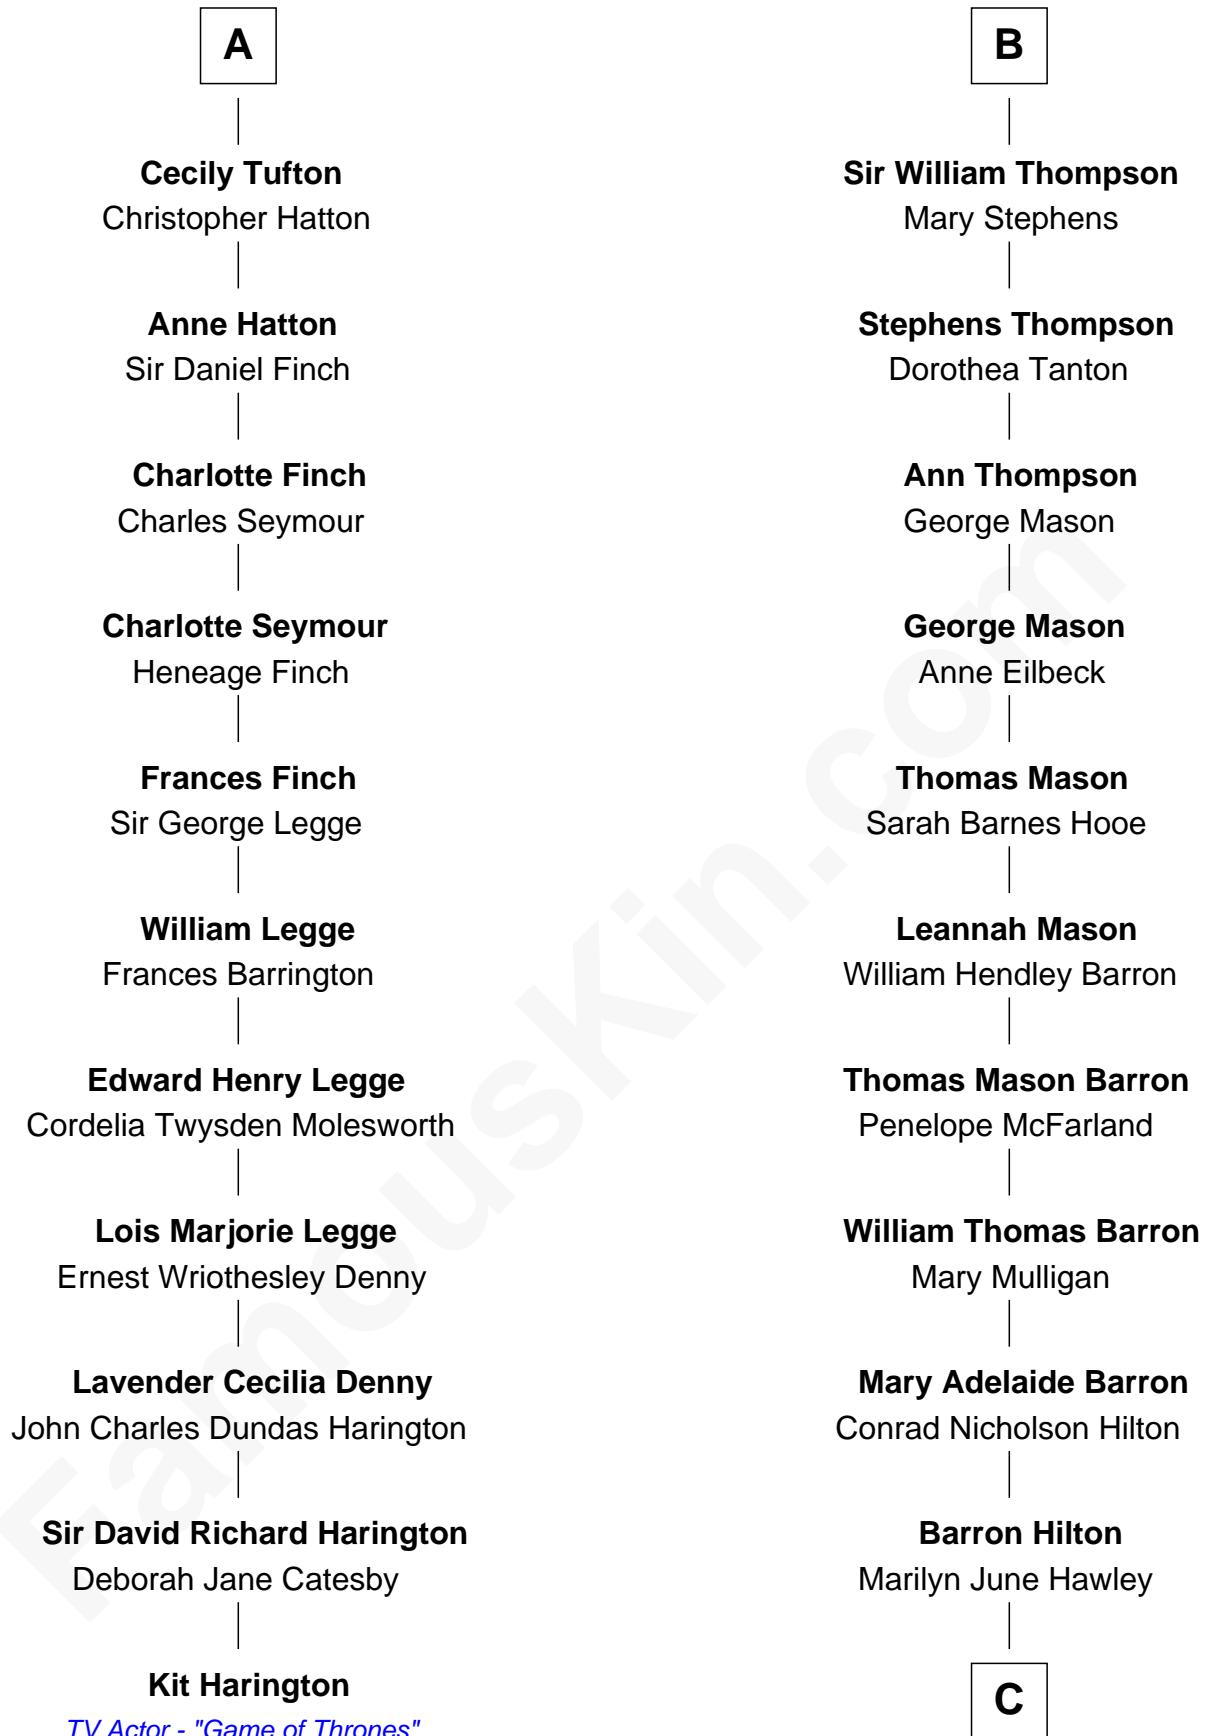 A
Cecily Tufton
Christopher Hatton
Anne Hatton
Sir Daniel Finch
Charlotte Finch
Charles Seymour
Charlotte Seymour
Heneage Finch
Frances Finch
Sir George Legge
William Legge
Frances Barrington
Edward Henry Legge
Cordelia Twysden Molesworth
Lois Marjorie Legge
Ernest Wriothesley Denny
Lavender Cecilia Denny
John Charles Dundas Harington
Sir David Richard Harington
Deborah Jane Catesby
Kit Harington
TV Actor - "Game of Thrones"
B
Sir William Thompson
Mary Stephens
Stephens Thompson
Dorothea Tanton
Ann Thompson
George Mason
George Mason
Anne Eilbeck
Thomas Mason
Sarah Barnes Hooe
Leannah Mason
William Hendley Barron
Thomas Mason Barron
Penelope McFarland
William Thomas Barron
Mary Mulligan
Mary Adelaide Barron
Conrad Nicholson Hilton
Barron Hilton
Marilyn June Hawley
C
FamousKin.com